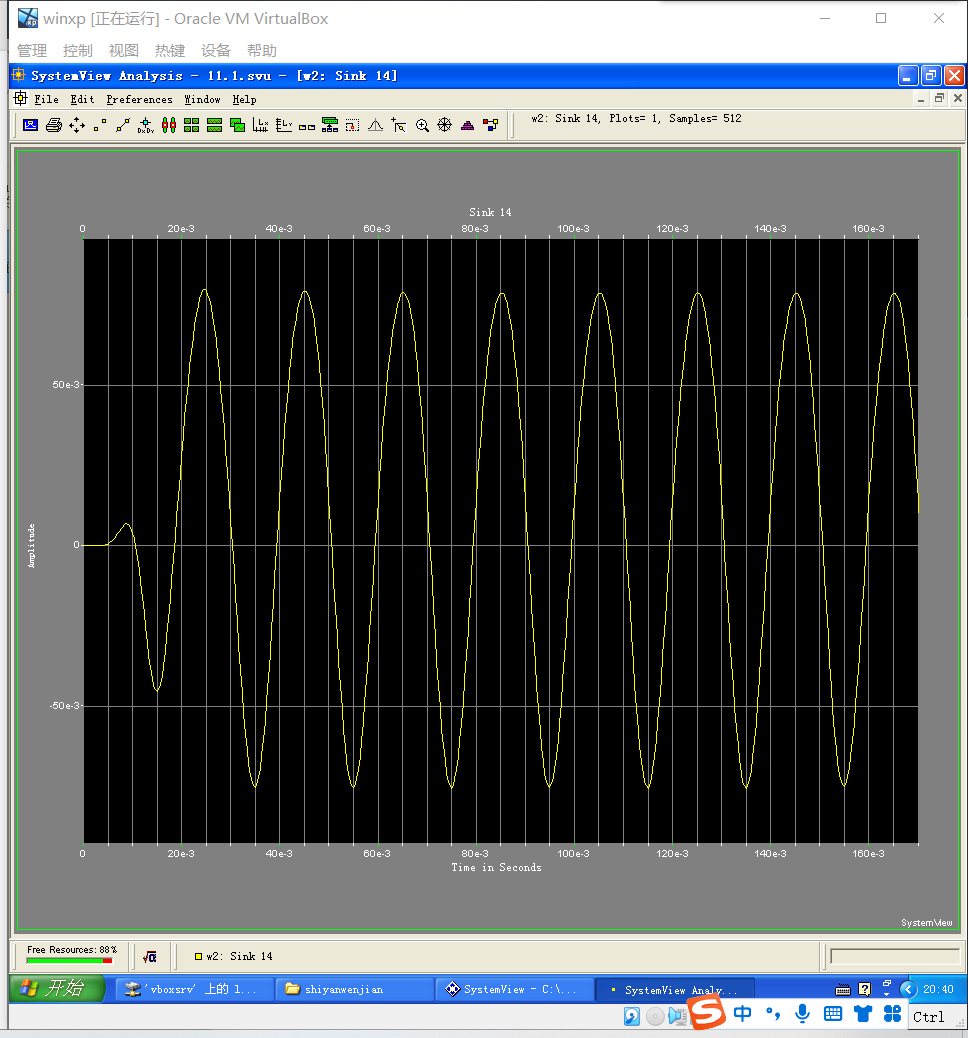 winxp [正在运行] - Oracle VM VirtualBox
管理 控制 视图 热键 设备 帮助
SystemView Analysis - 11.1.svu - [w2: Sink 14]
File Edit Preferences Window Help
w2: Sink 14, Plots= 1, Samples= 512
Sink 14
0 20e-3 40e-3 60e-3 80e-3 100e-3 120e-3 140e-3 160e-3
50e-3
0
-50e-3
Amplitude
0 20e-3 40e-3 60e-3 80e-3 100e-3 120e-3 140e-3 160e-3
Time in Seconds
SystemView
Free Resources: 88%
√α
w2: Sink 14
开始 'vboxsrv' 上的 1... shiyanwenjian SystemView - C:\... SystemView Analy... 20:40
S 中 Ctrl